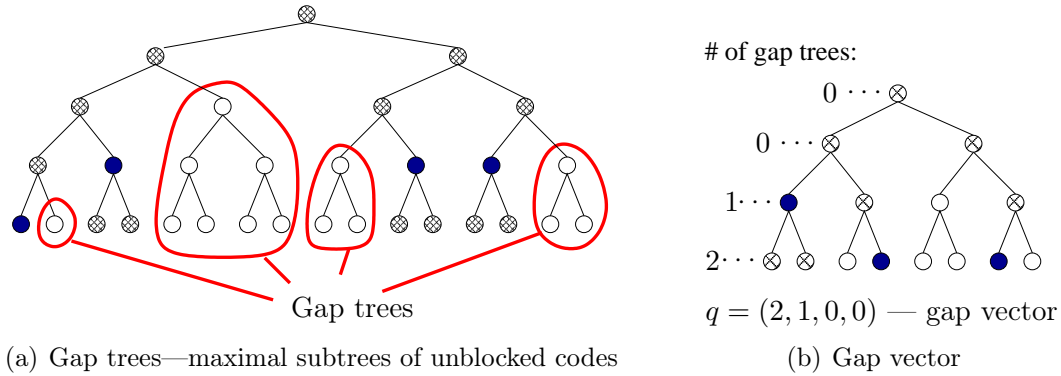 # of gap trees:
0 · · ·
0 · · ·
1 · · ·
2 · · ·
Gap trees
q = (2, 1, 0, 0) — gap vector
(a) Gap trees—maximal subtrees of unblocked codes
(b) Gap vector